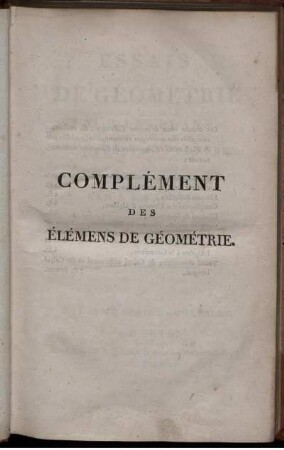 COMPLÉMENT
DES
ÉLÉMENS DE GÉOMÉTRIE.